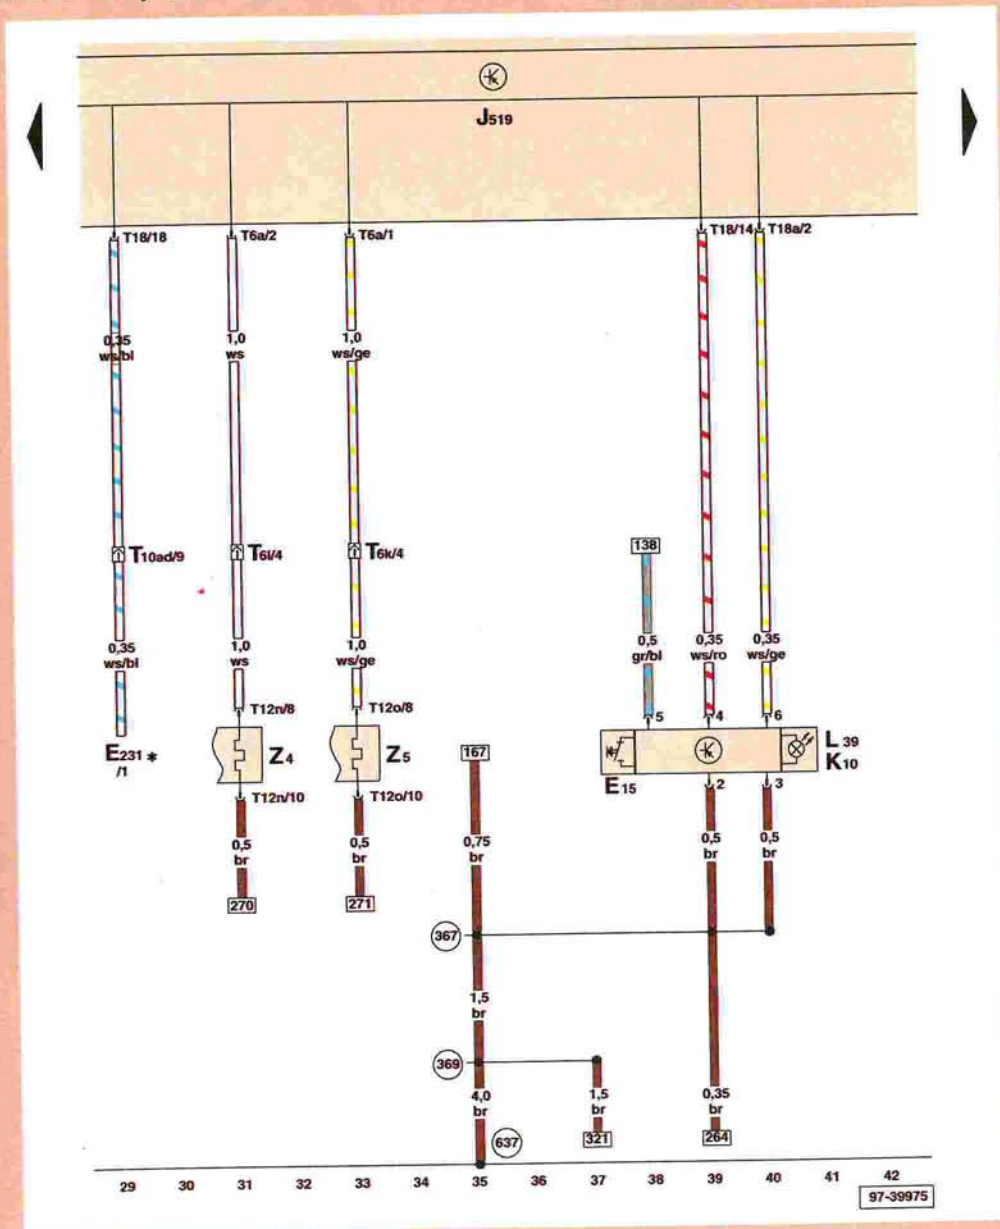 J519
T18/18
T6a/2
T6a/1
T18/14
T18a/2
0,35
ws/bl
1,0
ws
1,0
ws/ge
T10ad/9
T6l/4
T6k/4
138
0,35
ws/bl
1,0
ws
1,0
ws/ge
0,5
gr/bl
0,35
ws/ro
0,35
ws/ge
T12n/8
T12o/8
5
4
6
E231 *
/1
Z4
Z5
167
E15
L39
K10
T12n/10
T12o/10
2
3
0,5
br
0,5
br
0,75
br
0,5
br
0,5
br
270
271
367
1,5
br
369
4,0
br
1,5
br
0,35
br
637
321
264
29 30 31 32 33 34 35 36 37 38 39 40 41 42
97-39975